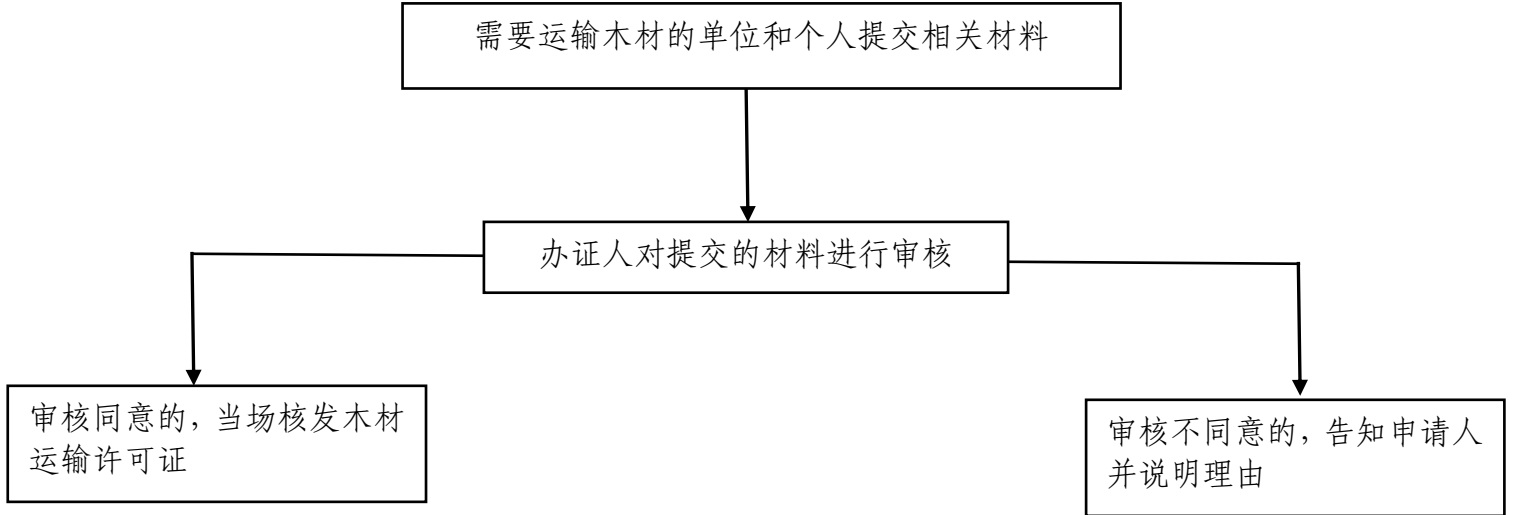 需要运输木材的单位和个人提交相关材料
办证人对提交的材料进行审核
审核同意的，当场核发木材
运输许可证
审核不同意的，告知申请人
并说明理由